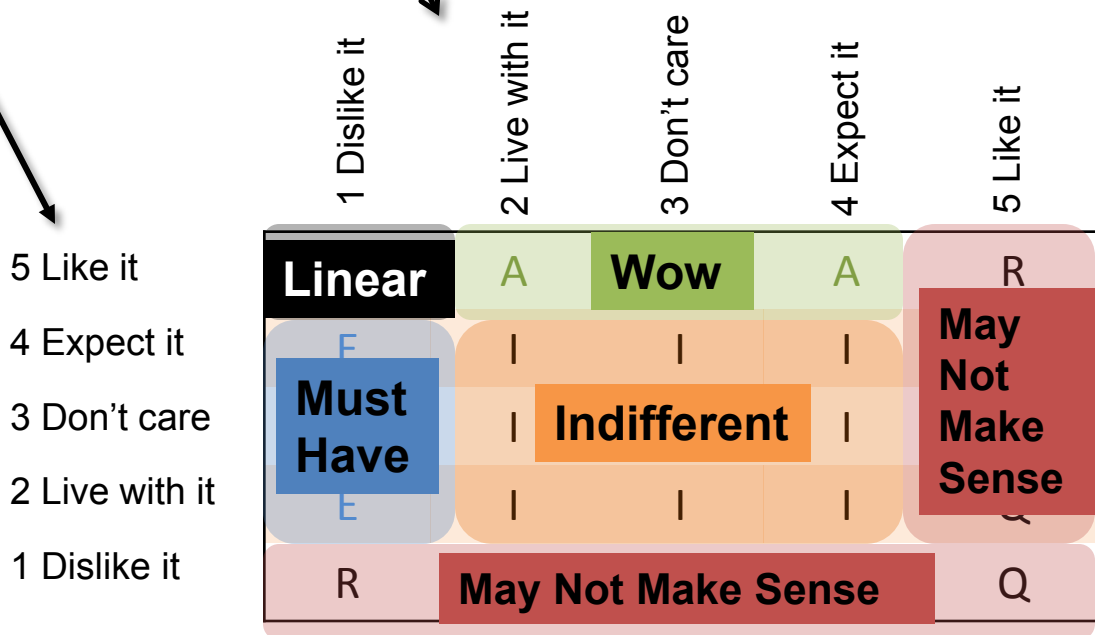 1 Dislike it
2 Live with it
3 Don't care
4 Expect it
5 Like it
5 Like it
Linear
A
Wow
A
R
4 Expect it
I
I
I
May
Not
Make
Sense
3 Don't care
Must
Have
I
Indifferent
I
2 Live with it
E
I
I
I
1 Dislike it
R
May Not Make Sense
Q